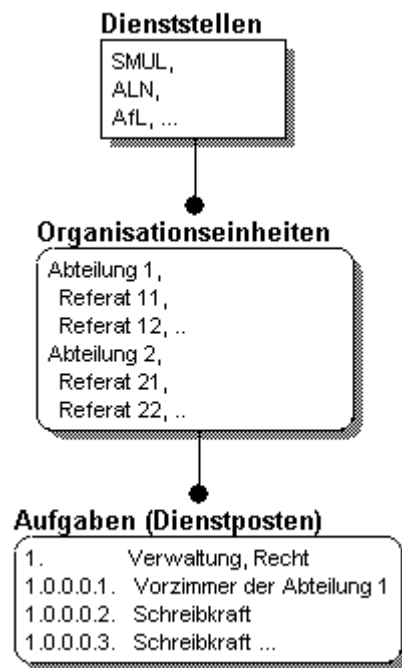 Dienststellen
SMUL,
ALN,
AfL, ...
Organisationseinheiten
Abteilung 1,
Referat 11,
Referat 12, ..
Abteilung 2,
Referat 21,
Referat 22, ..
Aufgaben (Dienstposten)
1. Verwaltung, Recht
1.0.0.0.1. Vorzimmer der Abteilung 1
1.0.0.0.2. Schreibkraft
1.0.0.0.3. Schreibkraft ...